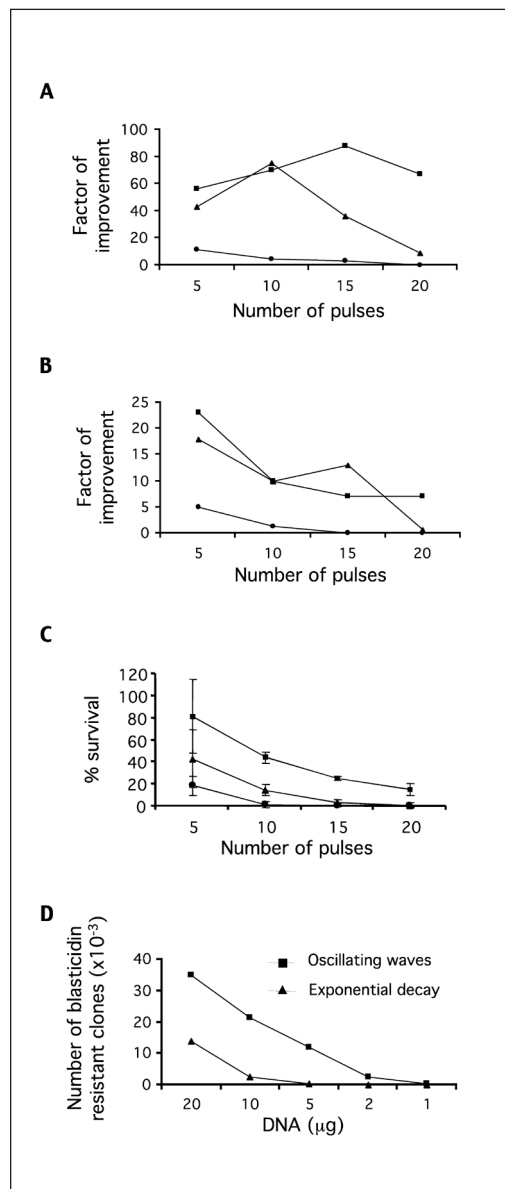 A
Factor of
improvement
100
80
60
40
20
0
5 10 15 20
Number of pulses
B
Factor of
improvement
25
20
15
10
5
0
5 10 15 20
Number of pulses
C
% survival
120
100
80
60
40
20
0
5 10 15 20
Number of pulses
D
Number of blasticidin
resistant clones (x10⁻³)
40
30
20
10
0
Oscillating waves
Exponential decay
20 10 5 2 1
DNA (μg)